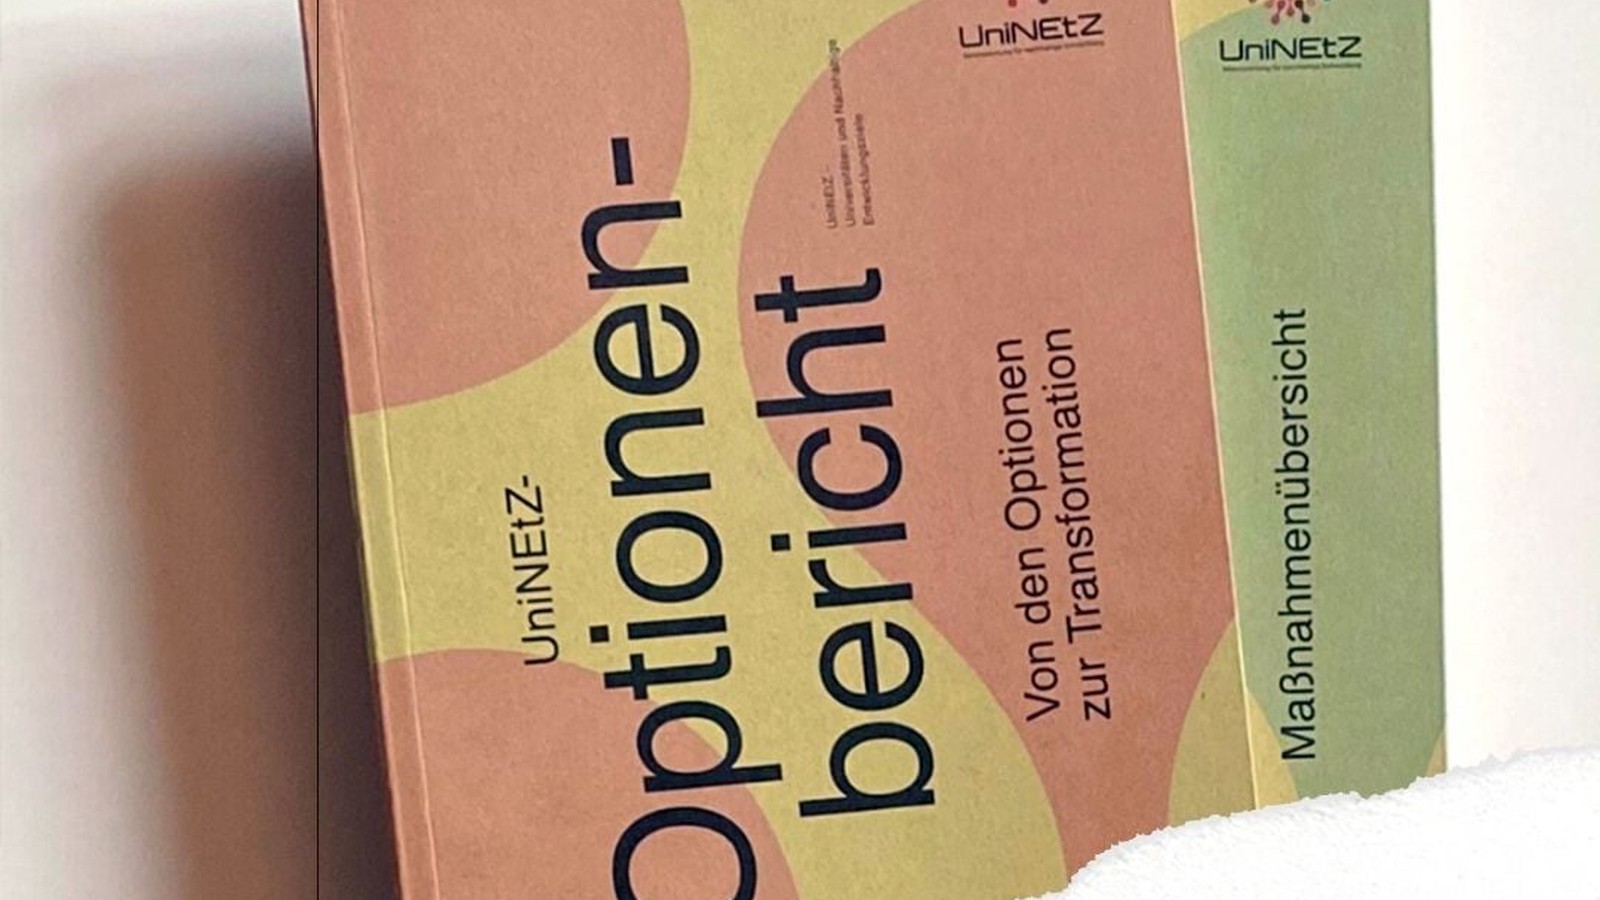 UniNEtZ-
Optionen-
bericht
UniNEtZ -
Universitäten und Nachhaltige
Entwicklungsziele
Von den Optionen
zur Transformation
UniNEtZ
Maßnahmenübersicht
UniNEtZ